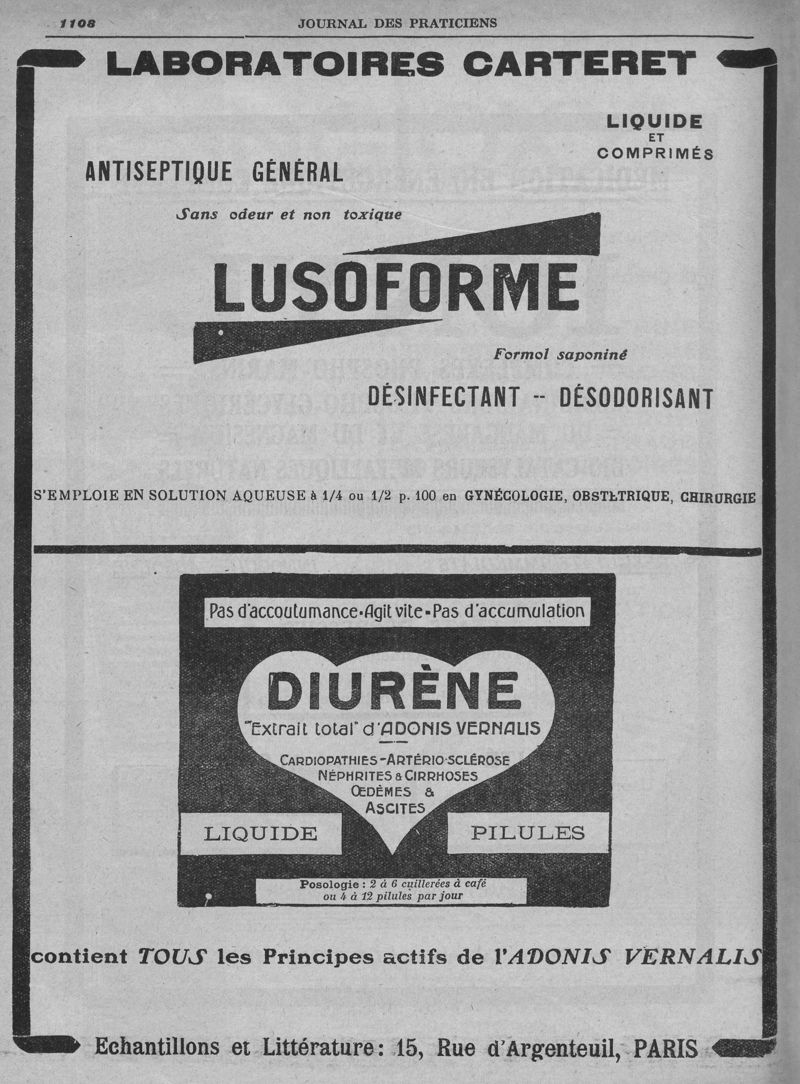 1108
JOURNAL DES PRATICIENS
LABORATOIRES CARTERET
LIQUIDE
ET
COMPRIMÉS
ANTISEPTIQUE GÉNÉRAL
Sans odeur et non toxique
LUSOFORME
Formol saponiné
DÉSINFECTANT -- DÉSODORISANT
S'EMPLOIE EN SOLUTION AQUEUSE à 1/4 ou 1/2 p. 100 en GYNÉCOLOGIE, OBSTÉTRIQUE, CHIRURGIE
Pas d'accoutumance-Agit vite-Pas d'accumulation
DIURÈNE
"Extrait total" d'ADONIS VERNALIS
CARDIOPATHIES-ARTÉRIO-SCLÉROSE
NÉPHRITES & CIRRHOSES
ŒDÈMES &
ASCITES
LIQUIDE
PILULES
Posologie : 2 à 6 cuillerées à café
ou 4 à 12 pilules par jour
contient TOUS les Principes actifs de l'ADONIS VERNALIS
Echantillons et Littérature: 15, Rue d'Argenteuil, PARIS